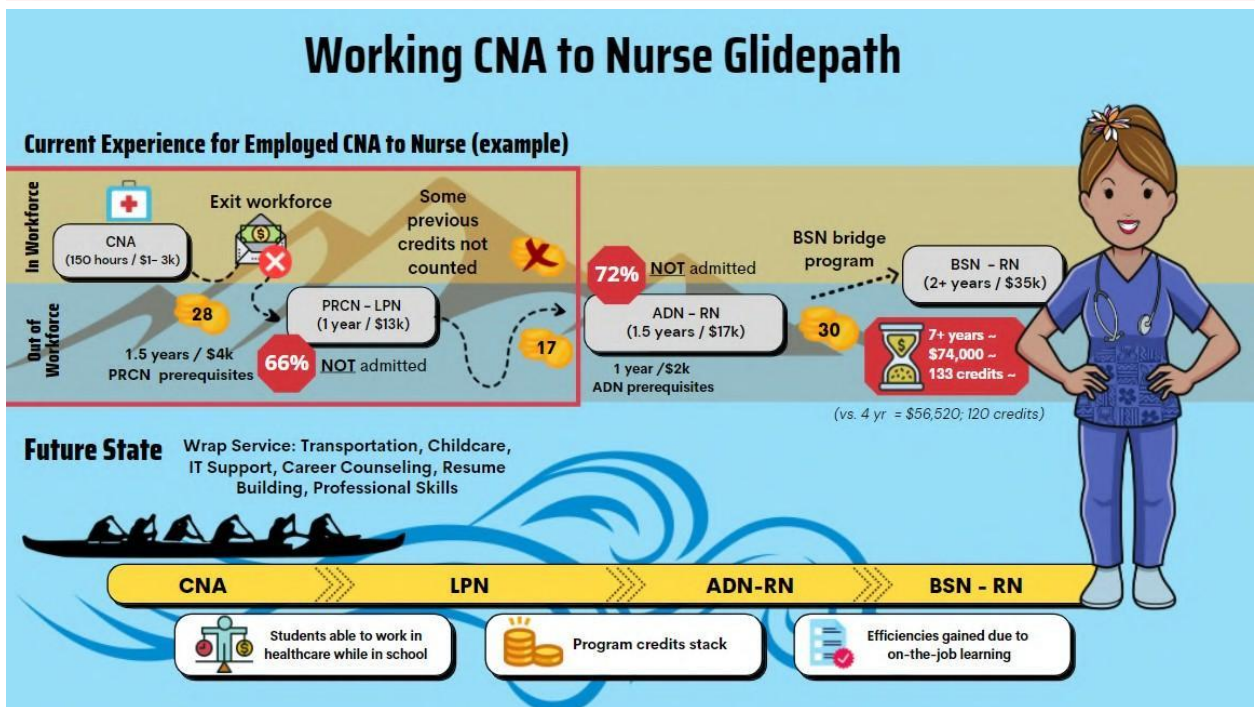 Working CNA to Nurse Glidepath
Current Experience for Employed CNA to Nurse (example)
In Workforce
CNA
(150 hours / $1- 3k)
Exit workforce
Some
previous
credits not
counted
72%
NOT admitted
BSN bridge
program
BSN - RN
(2+ years / $35k)
Out of
Workforce
28
1.5 years / $4k
PRCN prerequisites
PRCN - LPN
(1 year / $13k)
66%
NOT admitted
17
ADN - RN
(1.5 years / $17k)
1 year /$2k
ADN prerequisites
30
7+ years ~
$74,000 ~
133 credits ~
(vs. 4 yr = $56,520; 120 credits)
Future State
Wrap Service: Transportation, Childcare,
IT Support, Career Counseling, Resume
Building, Professional Skills
CNA
LPN
ADN-RN
BSN - RN
Students able to work in
healthcare while in school
Program credits stack
Efficiencies gained due to
on-the-job learning